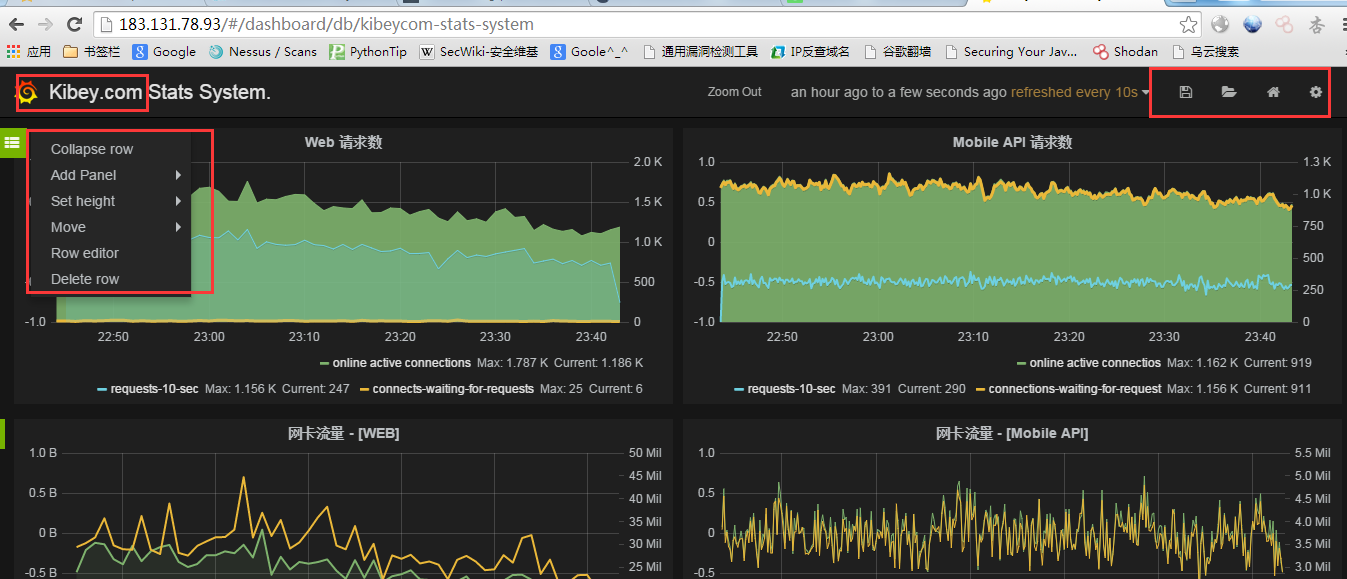 183.131.78.93/#/dashboard/db/kibeycom-stats-system
应用 书签栏 Google Nessus / Scans PythonTip SecWiki-安全维基 Goole^_^ 通用漏洞检测工具 IP反查域名 谷歌翻墙 Securing Your Jav... Shodan 乌云搜索
Kibey.com Stats System.
Zoom Out an hour ago to a few seconds ago refreshed every 10s
Collapse row
Add Panel
Set height
Move
Row editor
Delete row
Web 请求数
2.0 K
1.5 K
1.0 K
500
0
-1.0
22:50 23:00 23:10 23:20 23:30 23:40
online active connections Max: 1.787 K Current: 1.186 K
requests-10-sec Max: 1.156 K Current: 247 connects-waiting-for-requests Max: 25 Current: 6
Mobile API 请求数
1.0 1.3 K
0.5 1.0 K
750
0
500
-0.5
250
-1.0 0
22:50 23:00 23:10 23:20 23:30 23:40
online active connectios Max: 1.162 K Current: 919
requests-10-sec Max: 391 Current: 290 connections-waiting-for-request Max: 1.156 K Current: 911
网卡流量 - [WEB]
1.0 B 50 Mil
45 Mil
0.5 B 40 Mil
35 Mil
0 B 30 Mil
-0.5 B 25 Mil
网卡流量 - [Mobile API]
1.0 5.5 Mil
5.0 Mil
0.5 4.5 Mil
4.0 Mil
0 3.5 Mil
-0.5 3.0 Mil